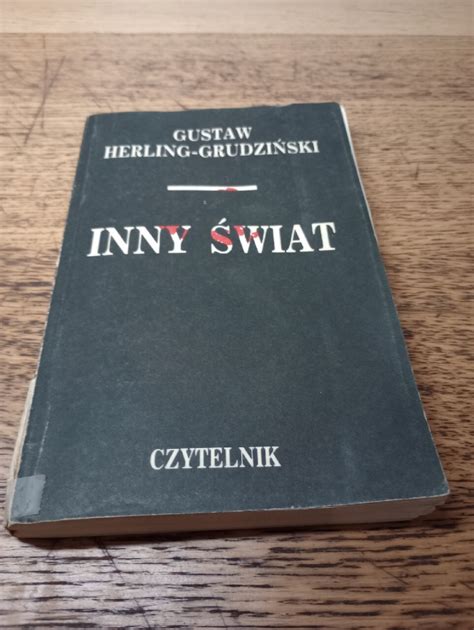 GUSTAW
HERLING-GRUDZIŃSKI
INNY ŚWIAT
CZYTELNIK